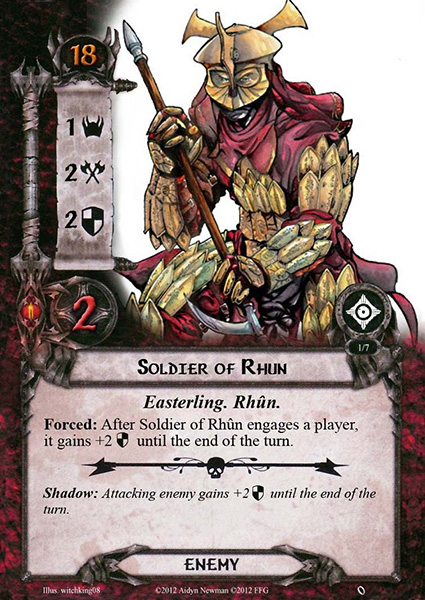 18
1
2
2
2
1/7
SOLDIER OF RHUN
Easterling. Rhûn.
Forced: After Soldier of Rhûn engages a player,
it gains +2 until the end of the turn.
Shadow: Attacking enemy gains +2 until the end of the
turn.
ENEMY
Illus. witchking08 ©2012 Aidyn Newman ©2012 FFG 0